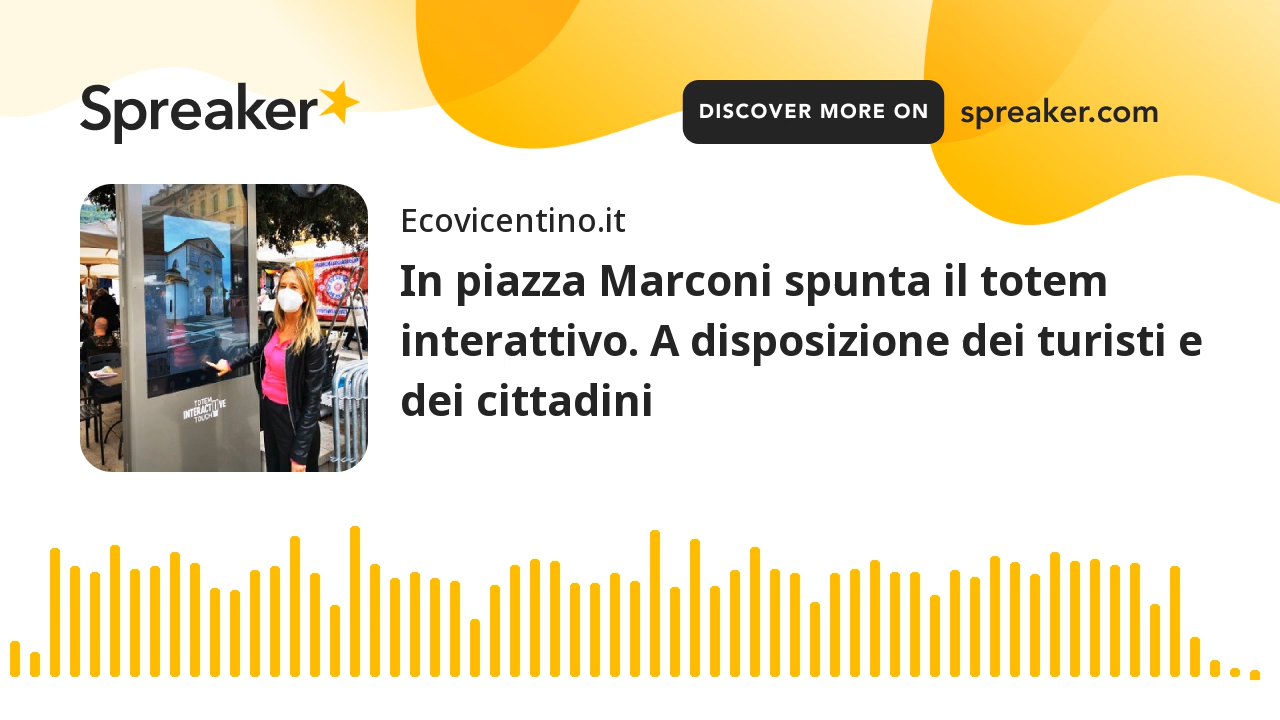 Spreaker
DISCOVER MORE ON
spreaker.com
Ecovicentino.it
In piazza Marconi spunta il totem
interattivo. A disposizione dei turisti e
dei cittadini
TOTEM
INTERACTIVE
TOUCH